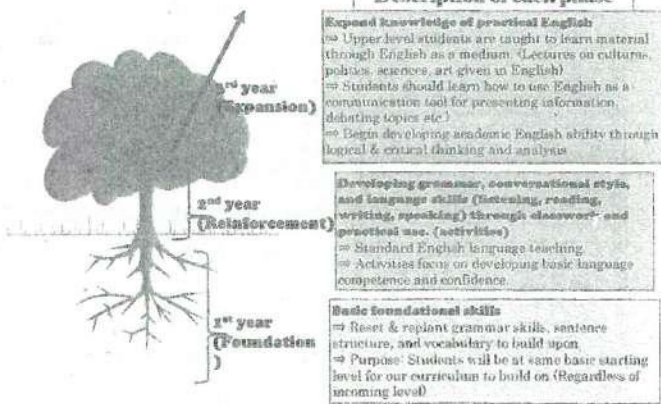 Description of each phase
3rd year
(Expansion)
2nd year
(Reinforcement)
1st year
(Foundation
)
Expand knowledge of practical English
⇒ Upper level students are taught to learn material
through English as a medium. (Lectures on cultures,
politics, sciences, art given in English)
⇒ Students should learn how to use English as a
communication tool for presenting information,
debating topics etc.)
⇒ Begin developing academic English ability through
logical & critical thinking and analysis
Developing grammar, conversational style,
and language skills (listening, reading,
writing, speaking) through classwork and
practical use. (activities)
⇒ Standard English language teaching.
⇒ Activities focus on developing basic language
competence and confidence.
Basic foundational skills
⇒ Reset & replant grammar skills, sentence
structure, and vocabulary to build upon
⇒ Purpose: Students will be at same basic starting
level for our curriculum to build on (Regardless of
incoming level)